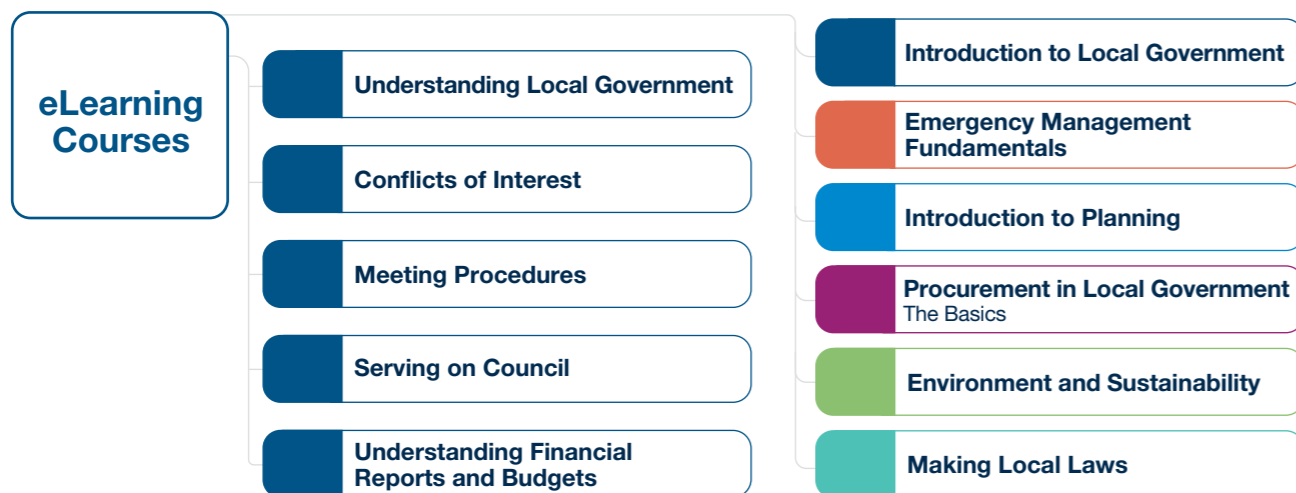 eLearning
Courses
Understanding Local Government
Conflicts of Interest
Meeting Procedures
Serving on Council
Understanding Financial
Reports and Budgets
Introduction to Local Government
Emergency Management
Fundamentals
Introduction to Planning
Procurement in Local Government
The Basics
Environment and Sustainability
Making Local Laws